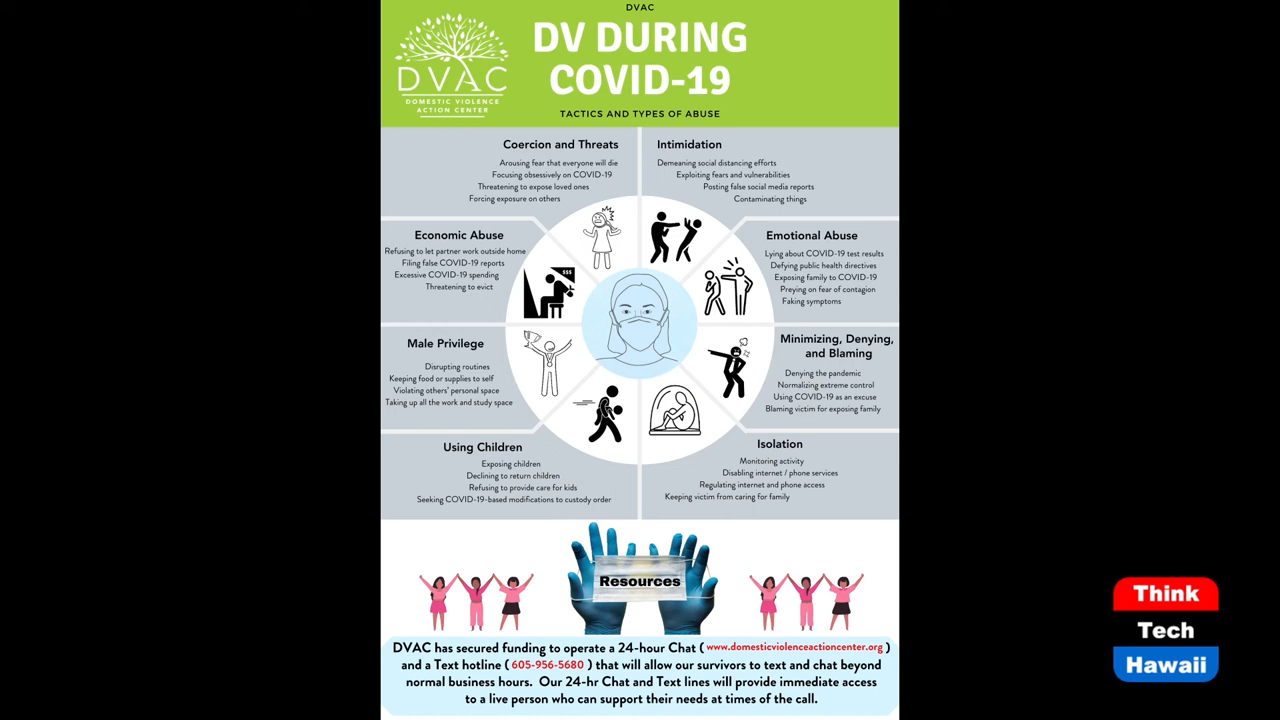 DVAC
DV DURING
COVID-19
TACTICS AND TYPES OF ABUSE
DVAC
DOMESTIC VIOLENCE
ACTION CENTER
Coercion and Threats
Arousing fear that everyone will die
Focusing obsessively on COVID-19
Threatening to expose loved ones
Forcing exposure on others
Intimidation
Demeaning social distancing efforts
Exploiting fears and vulnerabilities
Posting false social media reports
Contaminating things
Economic Abuse
Refusing to let partner work outside home
Filing false COVID-19 reports
Excessive COVID-19 spending
Threatening to evict
$$$
Emotional Abuse
Lying about COVID-19 test results
Defying public health directives
Exposing family to COVID-19
Preying on fear of contagion
Faking symptoms
Male Privilege
Disrupting routines
Keeping food or supplies to self
Violating others' personal space
Taking up all the work and study space
Minimizing, Denying,
and Blaming
Denying the pandemic
Normalizing extreme control
Using COVID-19 as an excuse
Blaming victim for exposing family
Using Children
Exposing children
Declining to return children
Refusing to provide care for kids
Seeking COVID-19-based modifications to custody order
Isolation
Monitoring activity
Disabling internet / phone services
Regulating internet and phone access
Keeping victim from caring for family
Resources
DVAC has secured funding to operate a 24-hour Chat ( www.domesticviolenceactioncenter.org )
and a Text hotline ( 605-956-5680 ) that will allow our survivors to text and chat beyond
normal business hours. Our 24-hr Chat and Text lines will provide immediate access
to a live person who can support their needs at times of the call.
Think
Tech
Hawaii